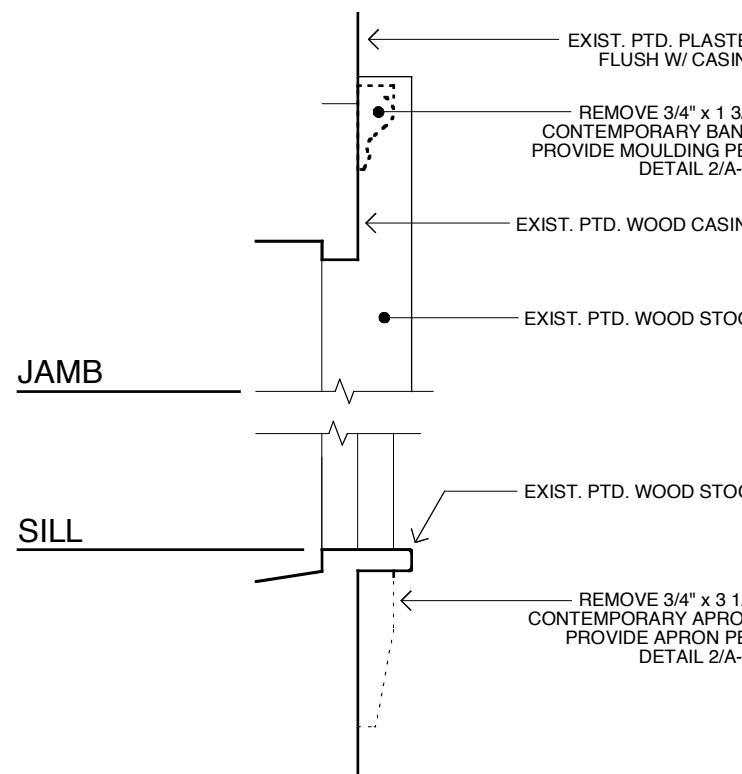 EXIST. PTD. PLASTE
FLUSH W/ CASIN
REMOVE 3/4" x 1 3/
CONTEMPORARY BAN
PROVIDE MOULDING PE
DETAIL 2/A-
EXIST. PTD. WOOD CASIN
EXIST. PTD. WOOD STOO
JAMB
EXIST. PTD. WOOD STOO
SILL
REMOVE 3/4" x 3 1/
CONTEMPORARY APRO
PROVIDE APRON PE
DETAIL 2/A-